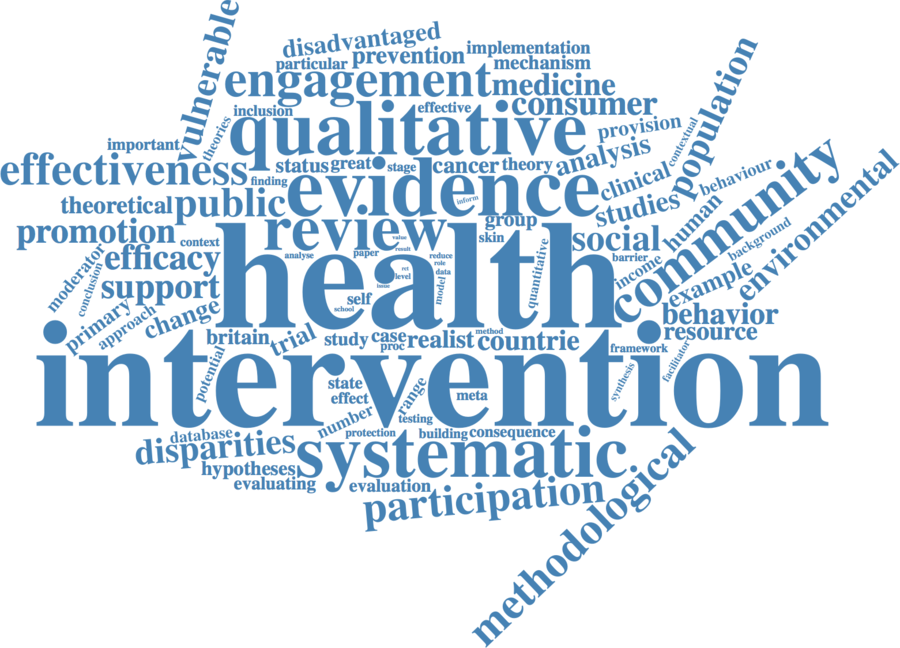 vulnerable
disadvantaged
implementation
particular
prevention
mechanism
engagement
medicine
population
inclusion
effective
consumer
theories
qualitative
provision
contextual
important
effectiveness
status
great
stage
cancer
theory
analysis
finding
evidence
clinical
behaviour
theoretical
public
inform
studies
human
community
environmental
promotion
context
review
group
skin
social
background
moderator
efficacy
analyse
paper
value
result
reduce
role
quantitative
barrier
income
example
conclusion
support
health
rct
level
data
issue
model
self
school
primary
approach
change
behavior
resource
britain
trial
study
case
proc
realist
method
countrie
framework
facilitator
potential
intervention
synthesis
state
effect
range
meta
number
testing
database
disparities
protection
building
consequence
hypotheses
systematic
evaluating
evaluation
participation
methodological